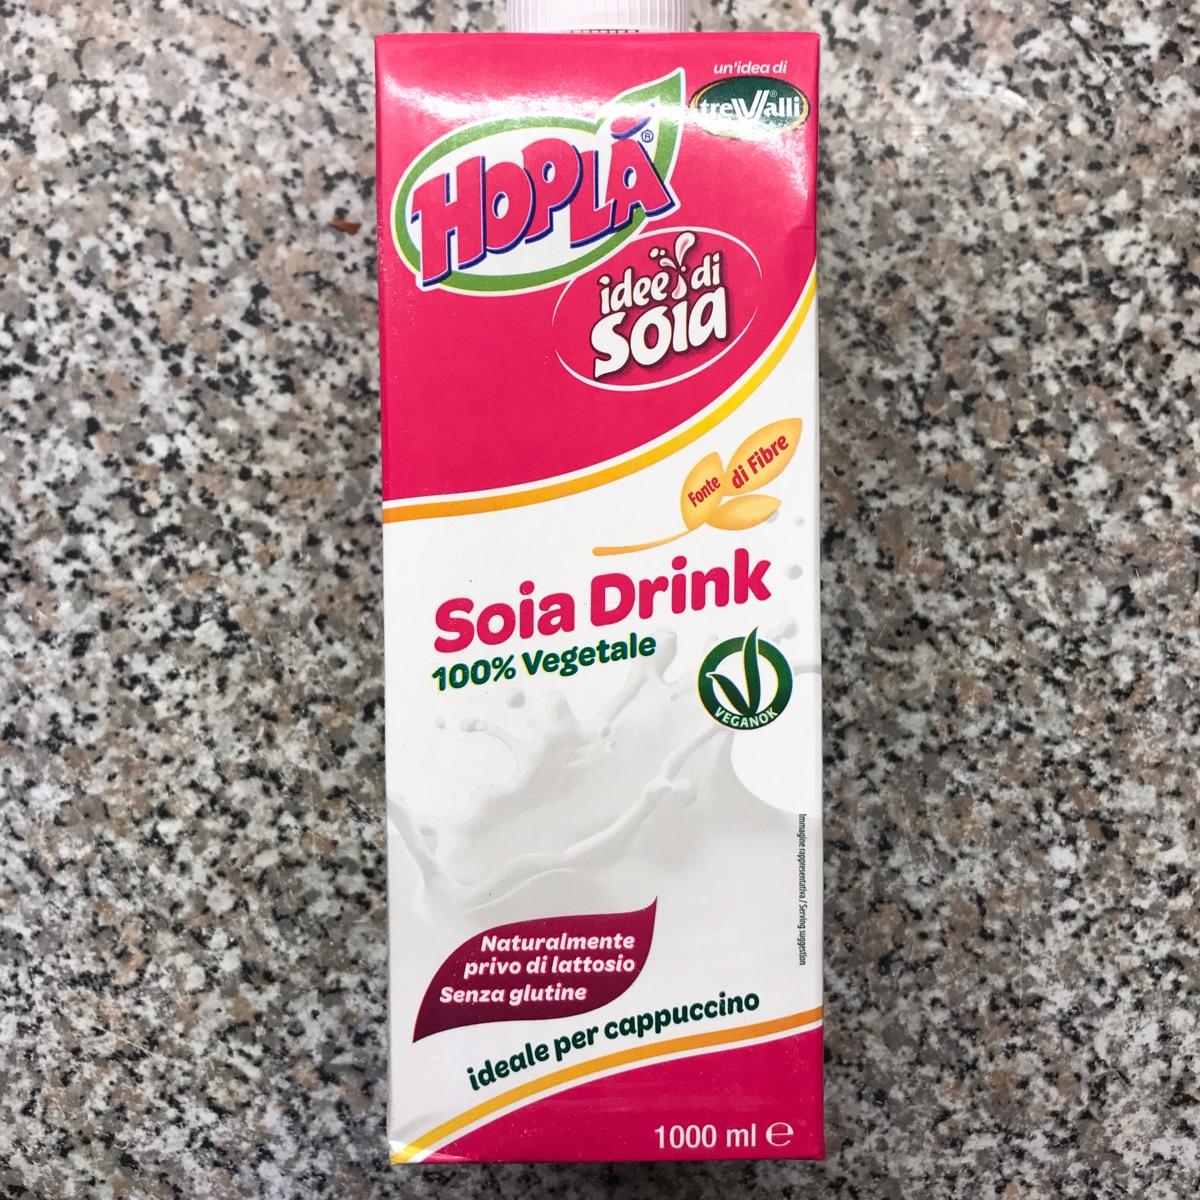 un'idea di
treValli®
HOPLÁ®
idee di
soia
Fonte di Fibre
Soia Drink
100% Vegetale
VEGANOK
Immagine rappresentativa / Serving suggestion
Naturalmente
privo di lattosio
Senza glutine
ideale per cappuccino
1000 ml ℮